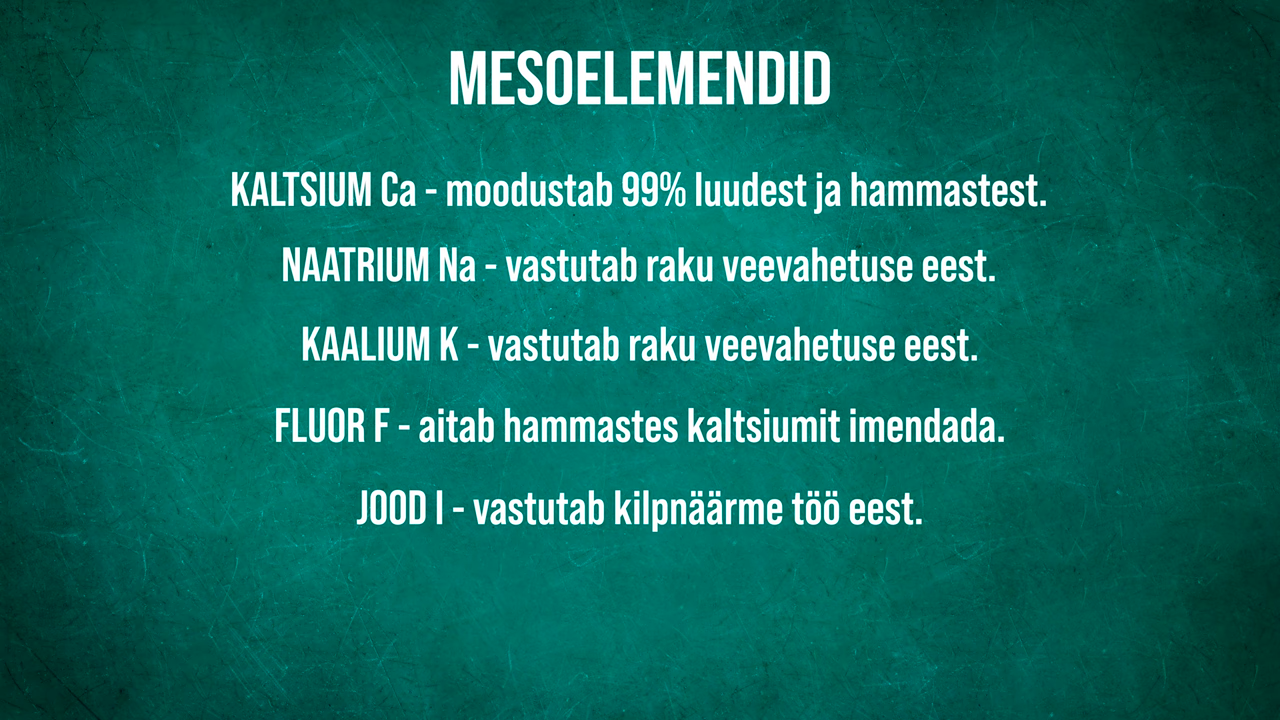 MESOELEMENDID
KALTSIUM Ca - moodustab 99% luudest ja hammastest.
NAATRIUM Na - vastutab raku veevahetuse eest.
KAALIUM K - vastutab raku veevahetuse eest.
FLUOR F - aitab hammastes kaltsiumit imendada.
JOOD I - vastutab kilpnäärme töö eest.